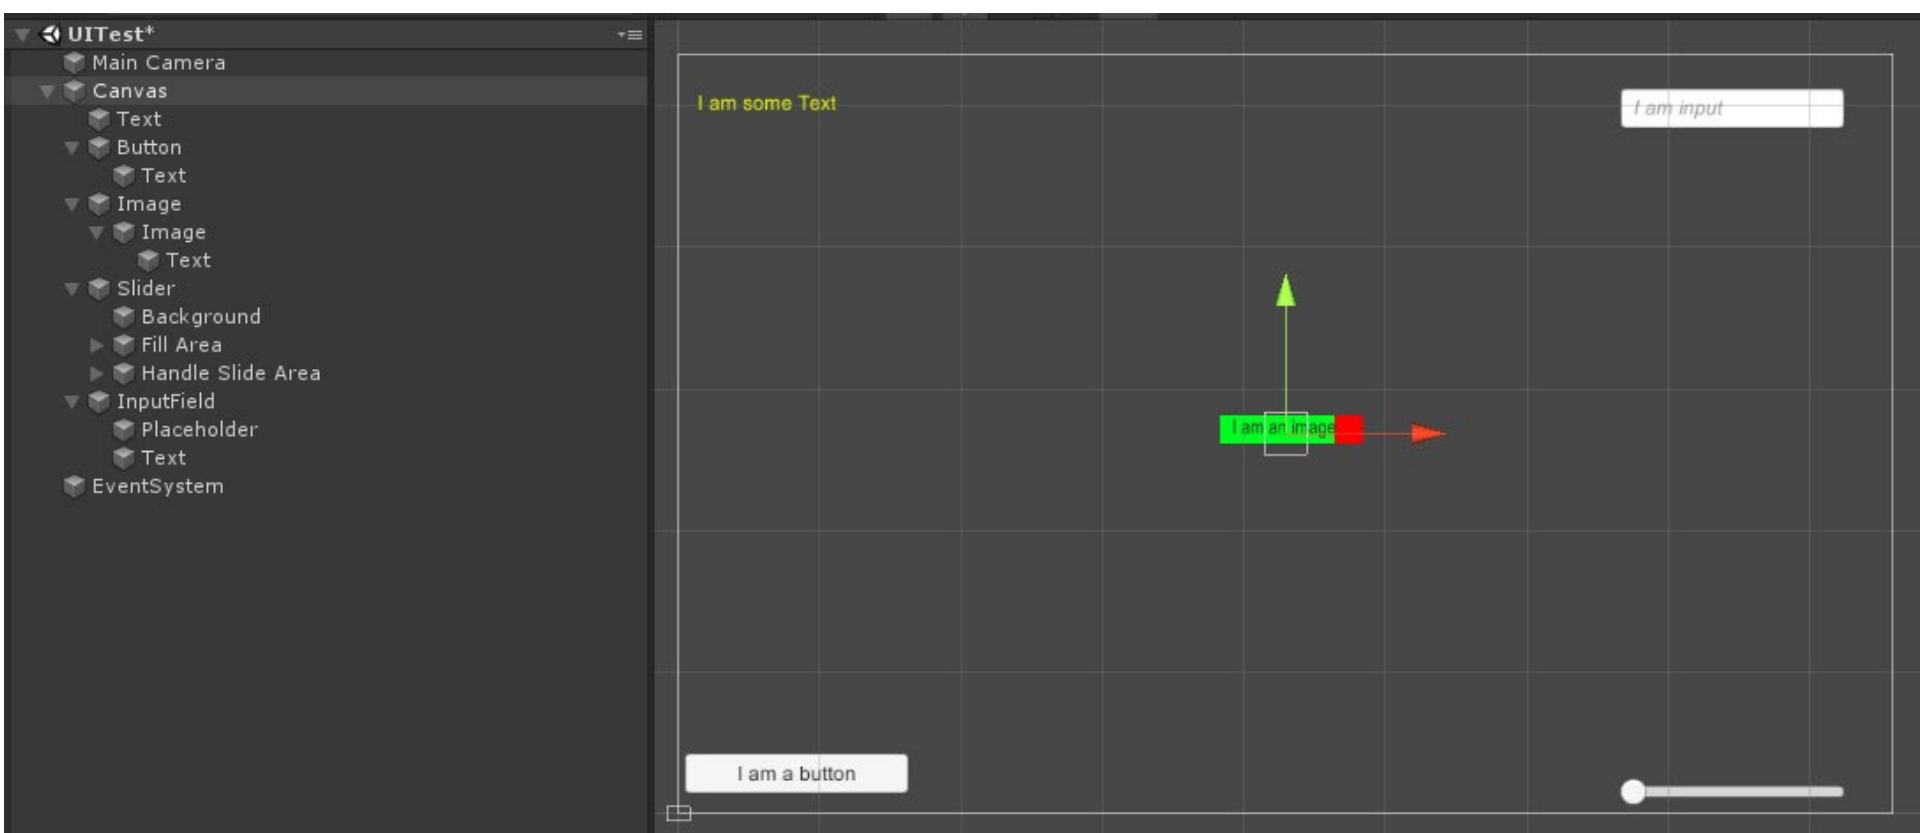 UITest*
Main Camera
Canvas
Text
Button
Text
Image
Image
Text
Slider
Background
Fill Area
Handle Slide Area
InputField
Placeholder
Text
EventSystem
I am some Text
I am input
I am an image
I am a button